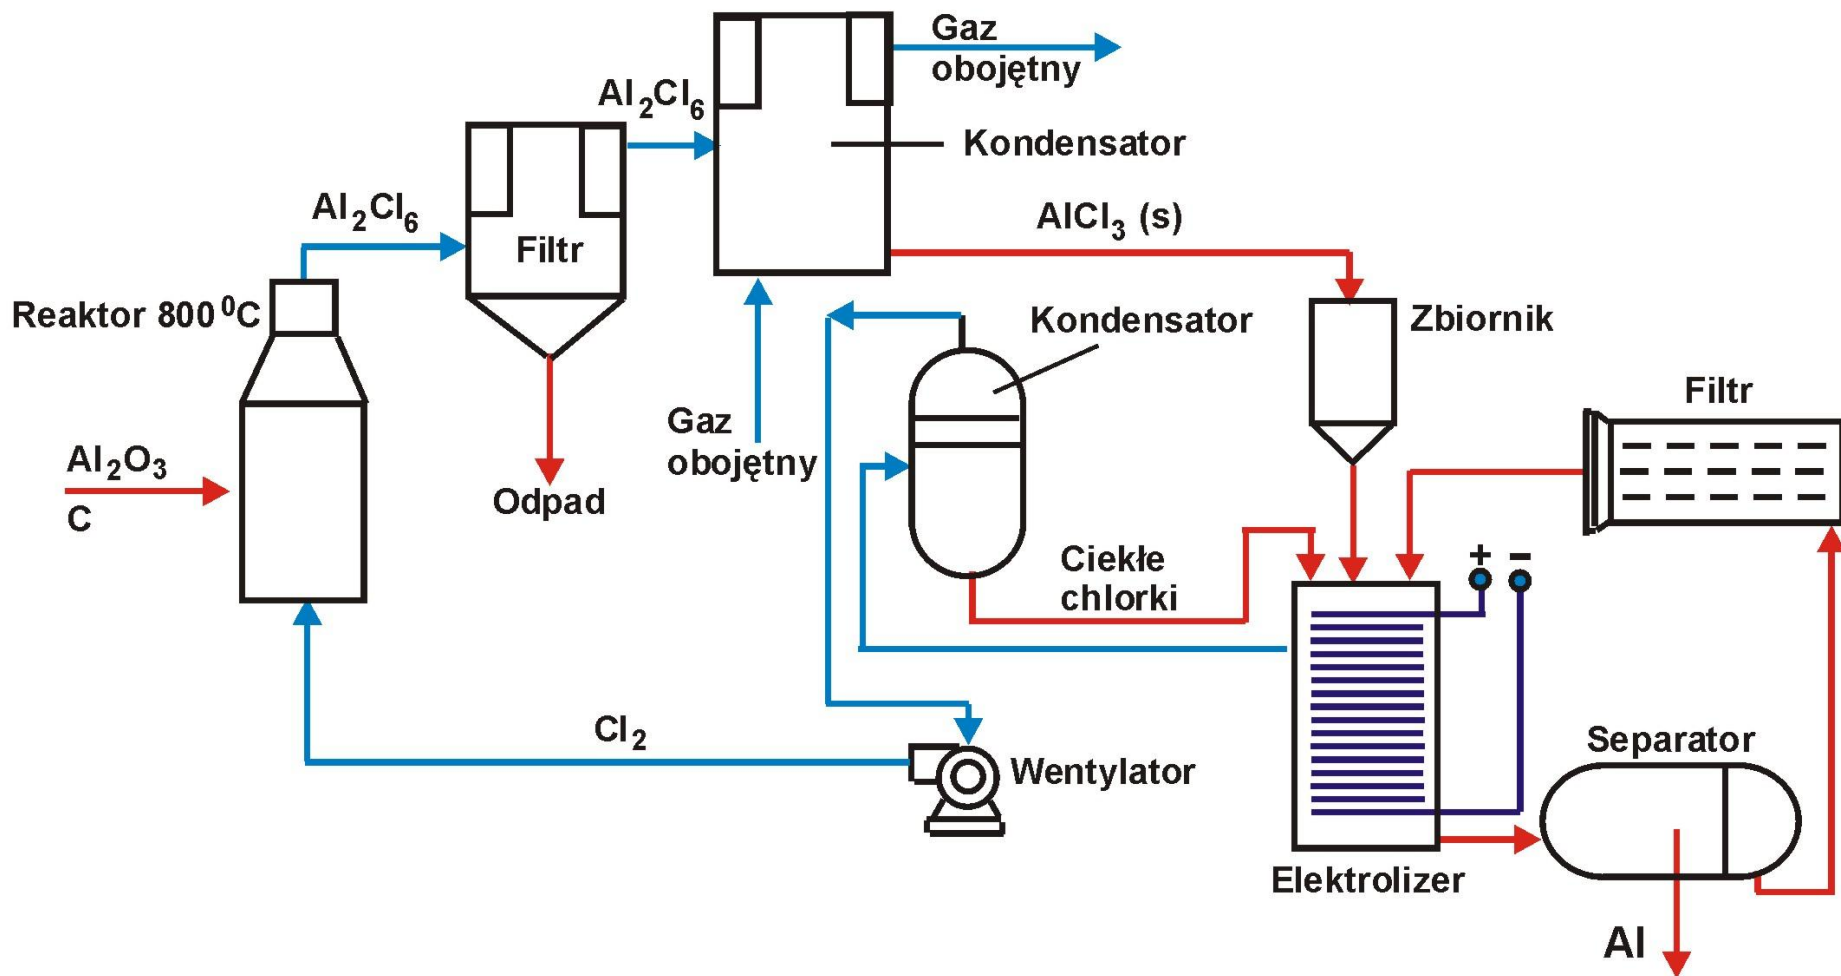 Gaz
obojętny
Al2Cl6
Kondensator
Al2Cl6
AlCl3 (s)
Filtr
Reaktor 800 0C
Kondensator
Zbiornik
Filtr
Gaz
obojętny
Al2O3
C
Odpad
+ −
Ciekłe
chlorki
Cl2
Wentylator
Separator
Elektrolizer
Al